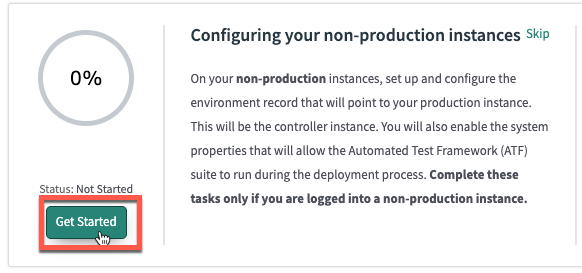 Configuring your non-production instances Skip
0%
On your non-production instances, set up and configure the
environment record that will point to your production instance.
This will be the controller instance. You will also enable the system
properties that will allow the Automated Test Framework (ATF)
suite to run during the deployment process. Complete these
tasks only if you are logged into a non-production instance.
Status: Not Started
Get Started